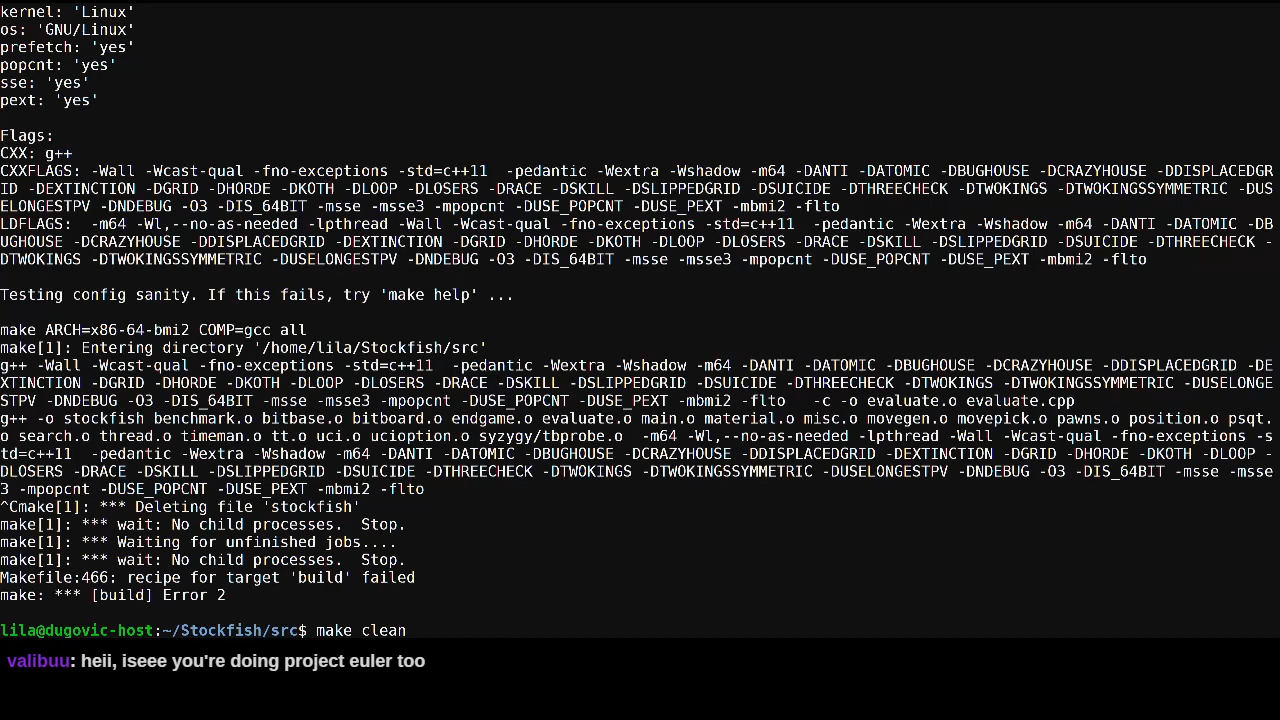 kernel: 'Linux'
os: 'GNU/Linux'
prefetch: 'yes'
popcnt: 'yes'
sse: 'yes'
pext: 'yes'
Flags:
CXX: g++
CXXFLAGS: -Wall -Wcast-qual -fno-exceptions -std=c++11  -pedantic -Wextra -Wshadow -m64 -DANTI -DATOMIC -DBUGHOUSE -DCRAZYHOUSE -DDISPLACEDGR
ID -DEXTINCTION -DGRID -DHORDE -DKOTH -DLOOP -DLOSERS -DRACE -DSKILL -DSLIPPEDGRID -DSUICIDE -DTHREECHECK -DTWOKINGS -DTWOKINGSSYMMETRIC -DUS
ELONGESTPV -DNDEBUG -O3 -DIS_64BIT -msse -msse3 -mpopcnt -DUSE_POPCNT -DUSE_PEXT -mbmi2 -flto
LDFLAGS:  -m64 -Wl,--no-as-needed -lpthread -Wall -Wcast-qual -fno-exceptions -std=c++11  -pedantic -Wextra -Wshadow -m64 -DANTI -DATOMIC -DB
UGHOUSE -DCRAZYHOUSE -DDISPLACEDGRID -DEXTINCTION -DGRID -DHORDE -DKOTH -DLOOP -DLOSERS -DRACE -DSKILL -DSLIPPEDGRID -DSUICIDE -DTHREECHECK -
DTWOKINGS -DTWOKINGSSYMMETRIC -DUSELONGESTPV -DNDEBUG -O3 -DIS_64BIT -msse -msse3 -mpopcnt -DUSE_POPCNT -DUSE_PEXT -mbmi2 -flto
Testing config sanity. If this fails, try 'make help' ...
make ARCH=x86-64-bmi2 COMP=gcc all
make[1]: Entering directory '/home/lila/Stockfish/src'
g++ -Wall -Wcast-qual -fno-exceptions -std=c++11  -pedantic -Wextra -Wshadow -m64 -DANTI -DATOMIC -DBUGHOUSE -DCRAZYHOUSE -DDISPLACEDGRID -DE
XTINCTION -DGRID -DHORDE -DKOTH -DLOOP -DLOSERS -DRACE -DSKILL -DSLIPPEDGRID -DSUICIDE -DTHREECHECK -DTWOKINGS -DTWOKINGSSYMMETRIC -DUSELONGE
STPV -DNDEBUG -O3 -DIS_64BIT -msse -msse3 -mpopcnt -DUSE_POPCNT -DUSE_PEXT -mbmi2 -flto   -c -o evaluate.o evaluate.cpp
g++ -o stockfish benchmark.o bitbase.o bitboard.o endgame.o evaluate.o main.o material.o misc.o movegen.o movepick.o pawns.o position.o psqt.
o search.o thread.o timeman.o tt.o uci.o ucioption.o syzygy/tbprobe.o  -m64 -Wl,--no-as-needed -lpthread -Wall -Wcast-qual -fno-exceptions -s
td=c++11  -pedantic -Wextra -Wshadow -m64 -DANTI -DATOMIC -DBUGHOUSE -DCRAZYHOUSE -DDISPLACEDGRID -DEXTINCTION -DGRID -DHORDE -DKOTH -DLOOP -
DLOSERS -DRACE -DSKILL -DSLIPPEDGRID -DSUICIDE -DTHREECHECK -DTWOKINGS -DTWOKINGSSYMMETRIC -DUSELONGESTPV -DNDEBUG -O3 -DIS_64BIT -msse -msse
3 -mpopcnt -DUSE_POPCNT -DUSE_PEXT -mbmi2 -flto
^Cmake[1]: *** Deleting file 'stockfish'
make[1]: *** wait: No child processes.  Stop.
make[1]: *** Waiting for unfinished jobs....
make[1]: *** wait: No child processes.  Stop.
Makefile:466: recipe for target 'build' failed
make: *** [build] Error 2
lila@dugovic-host:~/Stockfish/src$ make clean
valibuu: heii, iseee you're doing project euler too